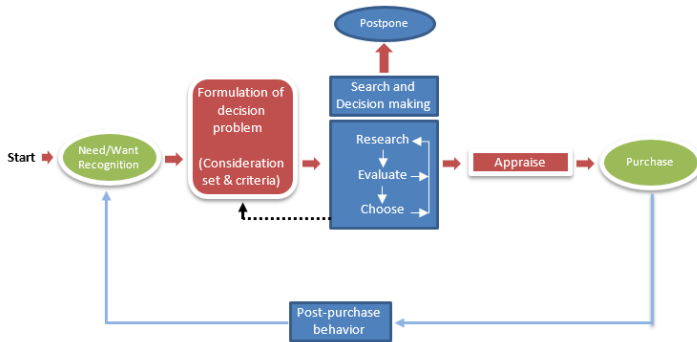 Postpone
Search and
Decision making
Start
Need/Want
Recognition
Formulation of
decision
problem
(Consideration
set & criteria)
Research
Evaluate
Choose
Appraise
Purchase
Post-purchase
behavior